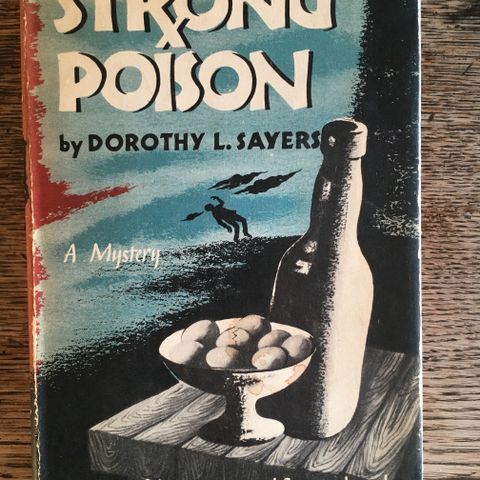 STRONG
POISON
by DOROTHY L. SAYERS
A Mystery